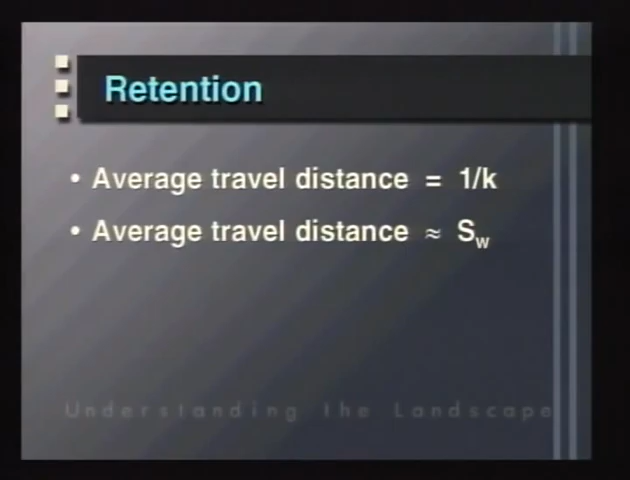 Retention
• Average travel distance = 1/k
• Average travel distance ≈ Sw
Understanding the Landscape